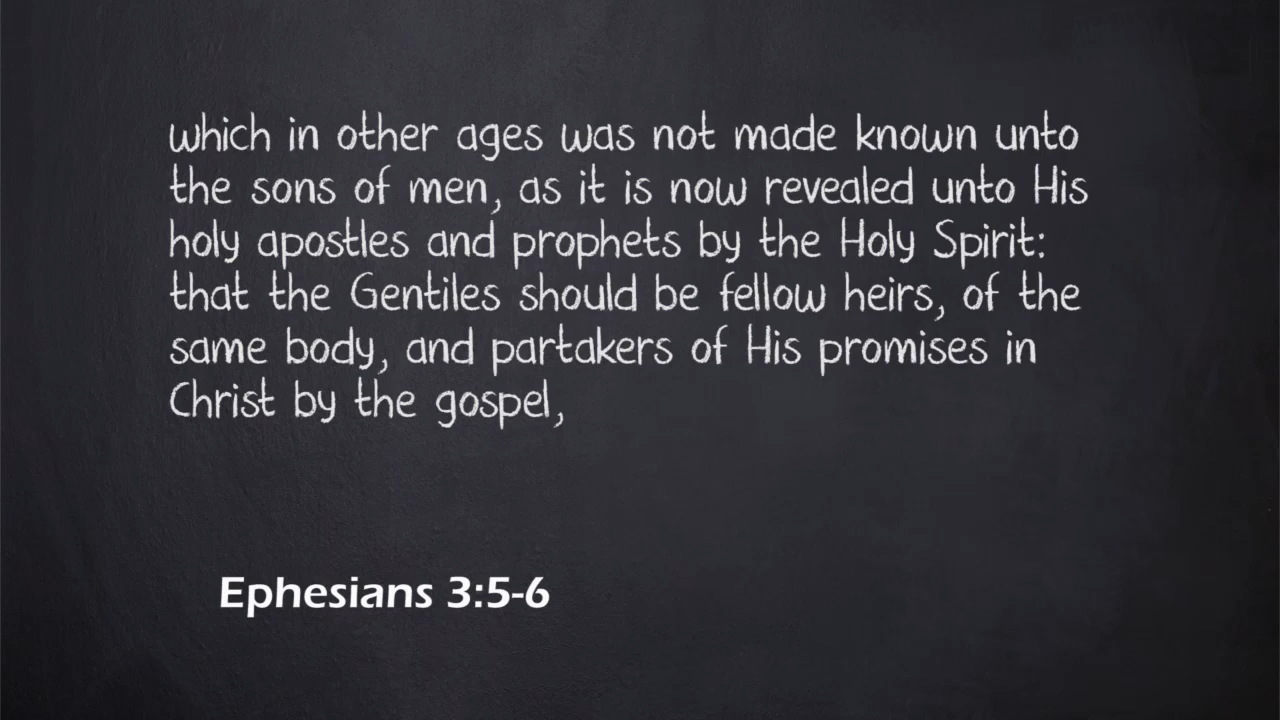 which in other ages was not made known unto
the sons of men, as it is now revealed unto His
holy apostles and prophets by the Holy Spirit:
that the Gentiles should be fellow heirs, of the
same body, and partakers of His promises in
Christ by the gospel,
Ephesians 3:5-6